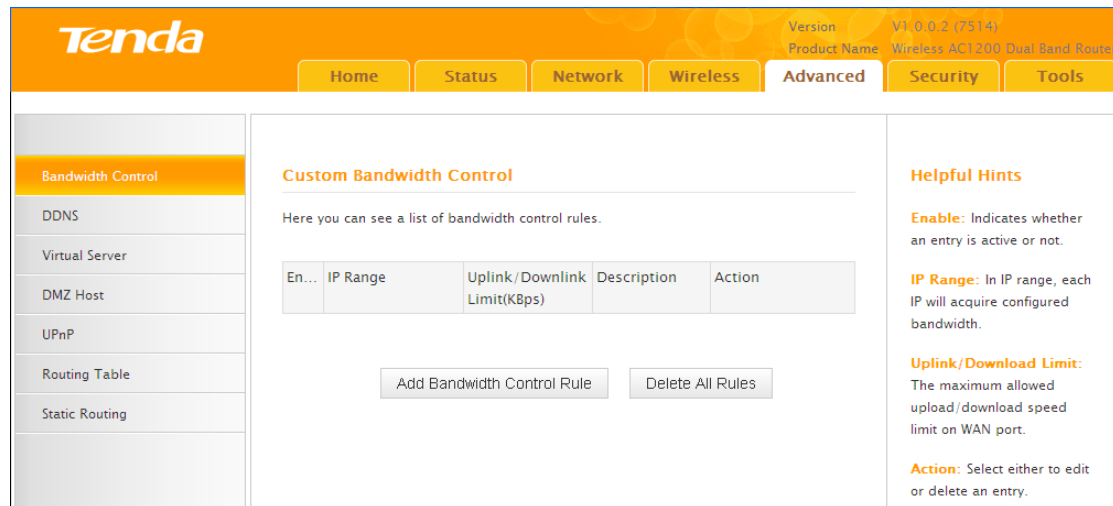 Tenda
Version V1.0.0.2 (7514)
Product Name Wireless AC1200 Dual Band Route
Home Status Network Wireless Advanced Security Tools
Bandwidth Control
DDNS
Virtual Server
DMZ Host
UPnP
Routing Table
Static Routing
Custom Bandwidth Control
Here you can see a list of bandwidth control rules.
En... IP Range Uplink/Downlink Description Action
Limit(KBps)
Add Bandwidth Control Rule Delete All Rules
Helpful Hints
Enable: Indicates whether
an entry is active or not.
IP Range: In IP range, each
IP will acquire configured
bandwidth.
Uplink/Download Limit:
The maximum allowed
upload/download speed
limit on WAN port.
Action: Select either to edit
or delete an entry.